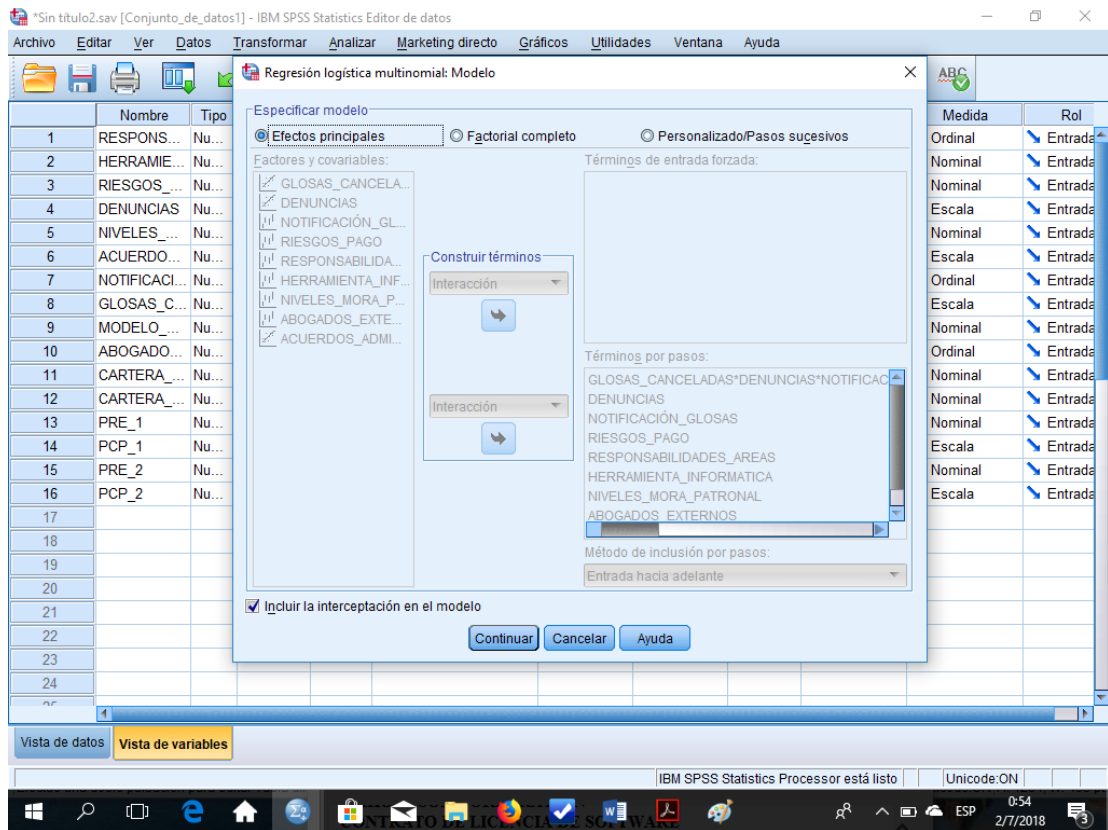 *Sin título2.sav [Conjunto_de_datos1] - IBM SPSS Statistics Editor de datos
Archivo Editar Ver Datos Transformar Analizar Marketing directo Gráficos Utilidades Ventana Ayuda
Regresión logística multinomial: Modelo
Especificar modelo
Efectos principales Factorial completo Personalizado/Pasos sucesivos
Factores y covariables:
GLOSAS_CANCELA...
DENUNCIAS
NOTIFICACIÓN_GL...
RIESGOS_PAGO
RESPONSABILIDA...
HERRAMIENTA_INF...
NIVELES_MORA_P...
ABOGADOS_EXTE...
ACUERDOS_ADMI...
Construir términos
Interacción
Interacción
Términos de entrada forzada:
Términos por pasos:
GLOSAS_CANCELADAS*DENUNCIAS*NOTIFICAC
DENUNCIAS
NOTIFICACIÓN_GLOSAS
RIESGOS_PAGO
RESPONSABILIDADES_AREAS
HERRAMIENTA_INFORMATICA
NIVELES_MORA_PATRONAL
ABOGADOS_EXTERNOS
Método de inclusión por pasos:
Entrada hacia adelante
Incluir la interceptación en el modelo
Continuar Cancelar Ayuda
Nombre Tipo Medida Rol
1 RESPONS... Nu... Ordinal Entrada
2 HERRAMIE... Nu... Nominal Entrada
3 RIESGOS_... Nu... Nominal Entrada
4 DENUNCIAS Nu... Escala Entrada
5 NIVELES_... Nu... Nominal Entrada
6 ACUERDO... Nu... Escala Entrada
7 NOTIFICACI... Nu... Ordinal Entrada
8 GLOSAS_C... Nu... Escala Entrada
9 MODELO_... Nu... Nominal Entrada
10 ABOGADO... Nu... Ordinal Entrada
11 CARTERA_... Nu... Nominal Entrada
12 CARTERA_... Nu... Nominal Entrada
13 PRE_1 Nu... Nominal Entrada
14 PCP_1 Nu... Escala Entrada
15 PRE_2 Nu... Nominal Entrada
16 PCP_2 Nu... Escala Entrada
17
18
19
20
21
22
23
24
Vista de datos Vista de variables
IBM SPSS Statistics Processor está listo Unicode:ON
CONTRATO DE LICENCIA DE SOFTWARE
ESP 0:54
2/7/2018
3